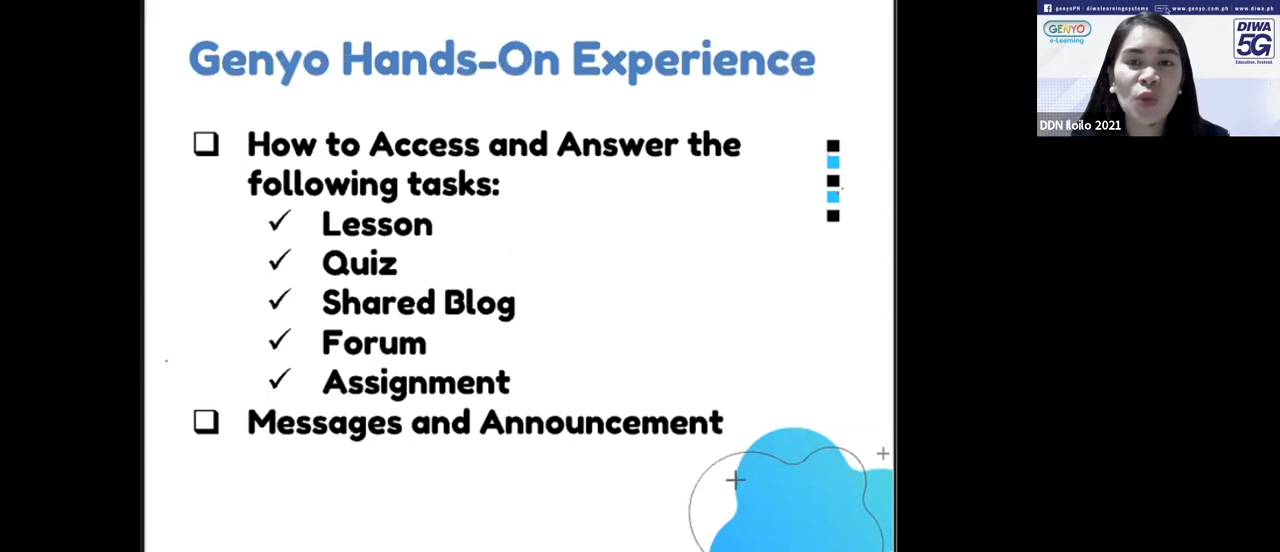 Genyo Hands-On Experience
How to Access and Answer the
following tasks:
Lesson
Quiz
Shared Blog
Forum
Assignment
Messages and Announcement
genyoPH | diwalearningsystems
www.genyo.com.ph | www.diwa.ph
GENYO
e-Learning
DIWA
5G
Education. Evolved.
DDN Iloilo 2021